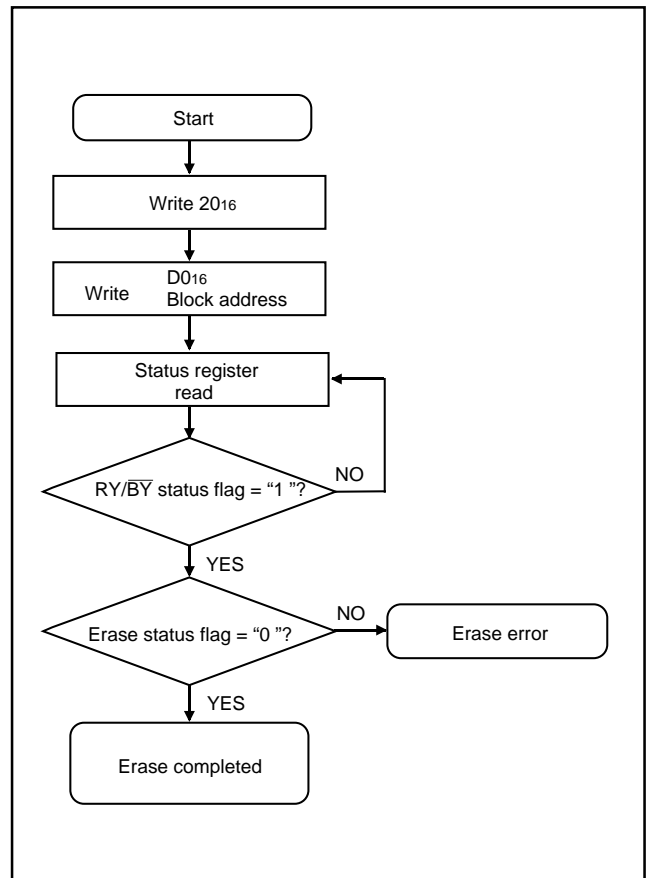 Start
Write 2016
Write
D016
Block address
Status register
read
RY/BY status flag = “1 ”?
NO
YES
Erase status flag = “0 ”?
NO
Erase error
YES
Erase completed